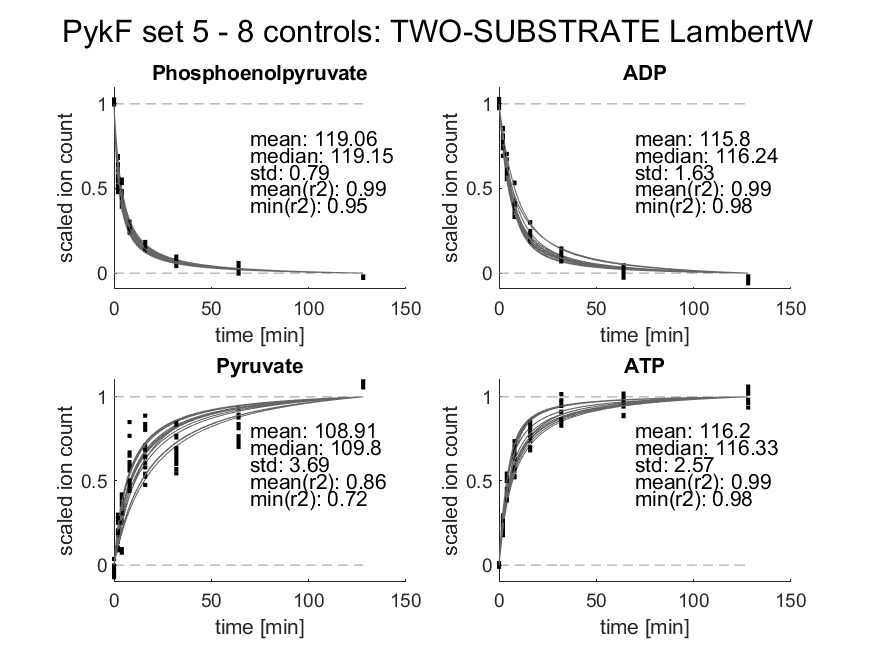 PykF set 5 - 8 controls: TWO-SUBSTRATE LambertW
Phosphoenolpyruvate
scaled ion count
1
0.5
0
mean: 119.06
median: 119.15
std: 0.79
mean(r2): 0.99
min(r2): 0.95
0
50
100
150
time [min]
ADP
scaled ion count
1
0.5
0
mean: 115.8
median: 116.24
std: 1.63
mean(r2): 0.99
min(r2): 0.98
0
50
100
150
time [min]
Pyruvate
scaled ion count
1
0.5
0
mean: 108.91
median: 109.8
std: 3.69
mean(r2): 0.86
min(r2): 0.72
0
50
100
150
time [min]
ATP
scaled ion count
1
0.5
0
mean: 116.2
median: 116.33
std: 2.57
mean(r2): 0.99
min(r2): 0.98
0
50
100
150
time [min]